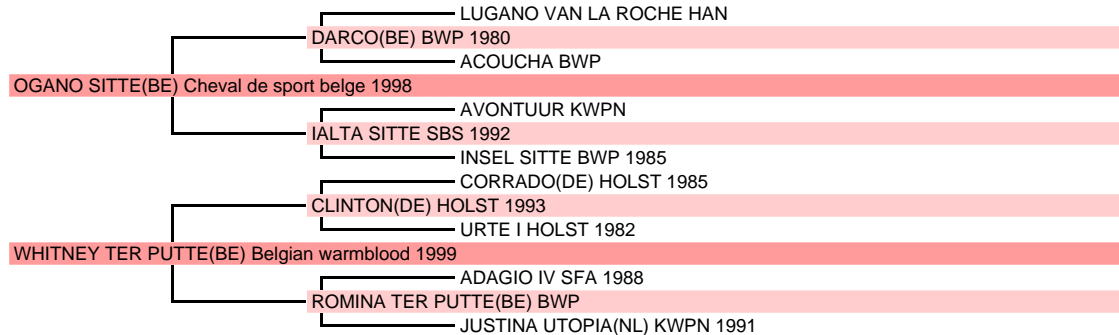 LUGANO VAN LA ROCHE HAN
DARCO(BE) BWP 1980
ACOUCHA BWP
OGANO SITTE(BE) Cheval de sport belge 1998
AVONTUUR KWPN
IALTA SITTE SBS 1992
INSEL SITTE BWP 1985
CORRADO(DE) HOLST 1985
CLINTON(DE) HOLST 1993
URTE I HOLST 1982
WHITNEY TER PUTTE(BE) Belgian warmblood 1999
ADAGIO IV SFA 1988
ROMINA TER PUTTE(BE) BWP
JUSTINA UTOPIA(NL) KWPN 1991